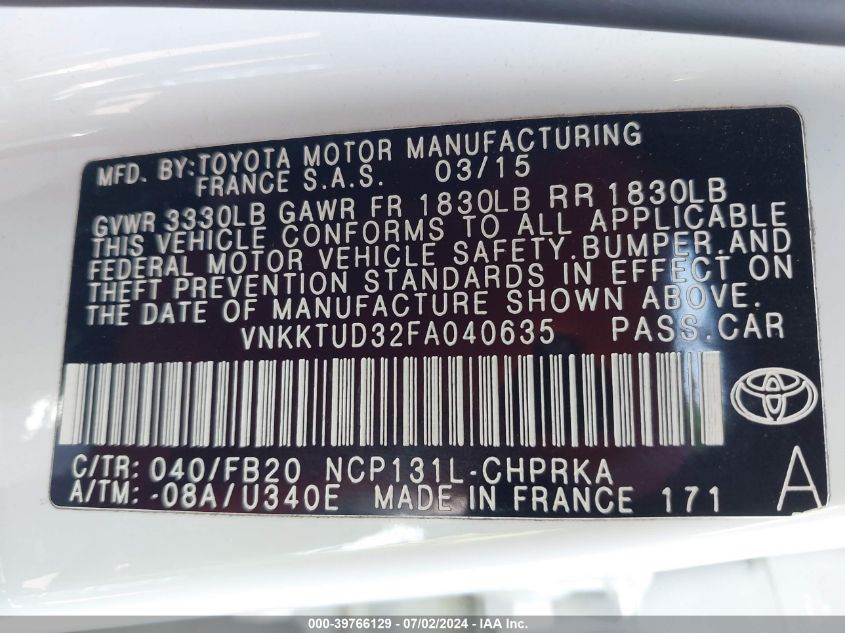 MFD. BY:TOYOTA MOTOR MANUFACTURING
FRANCE S.A.S. 03/15
GVWR 3330LB GAWR FR 1830LB RR 1830LB
THIS VEHICLE CONFORMS TO ALL APPLICABLE
FEDERAL MOTOR VEHICLE SAFETY,BUMPER,AND
THEFT PREVENTION STANDARDS IN EFFECT ON
THE DATE OF MANUFACTURE SHOWN ABOVE.
VNKKTUD32FA040635 PASS.CAR
C/TR: 040/FB20 NCP131L-CHPRKA
A/TM: -08A/U340E MADE IN FRANCE 171
A
000-39766129 - 07/02/2024 - IAA Inc.